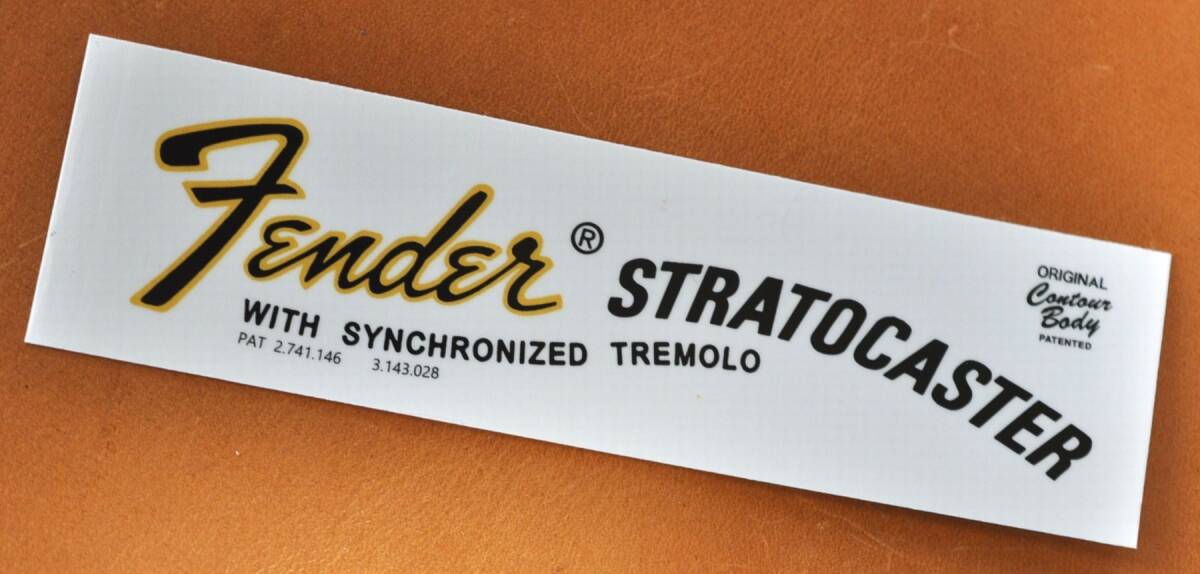 Fender® STRATOCASTER
WITH SYNCHRONIZED TREMOLO
PAT 2.741.146 3.143.028
ORIGINAL
Contour
Body
PATENTED